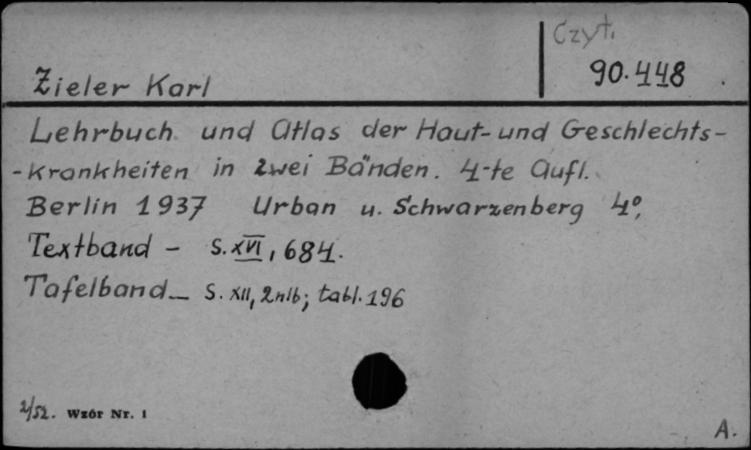 Czyt.
90.448
Zieler Karl
Lehrbuch und Atlas der Haut- und Geschlechts-
-krankheiten in zwei Bänden. 4-te Aufl.
Berlin 1937 Urban u. Schwarzenberg 4°,
Textband - S. XVI, 684.
Tafelband - S. XII, 2nlb; tabl. 196
2/52. Wzór Nr. 1
A.